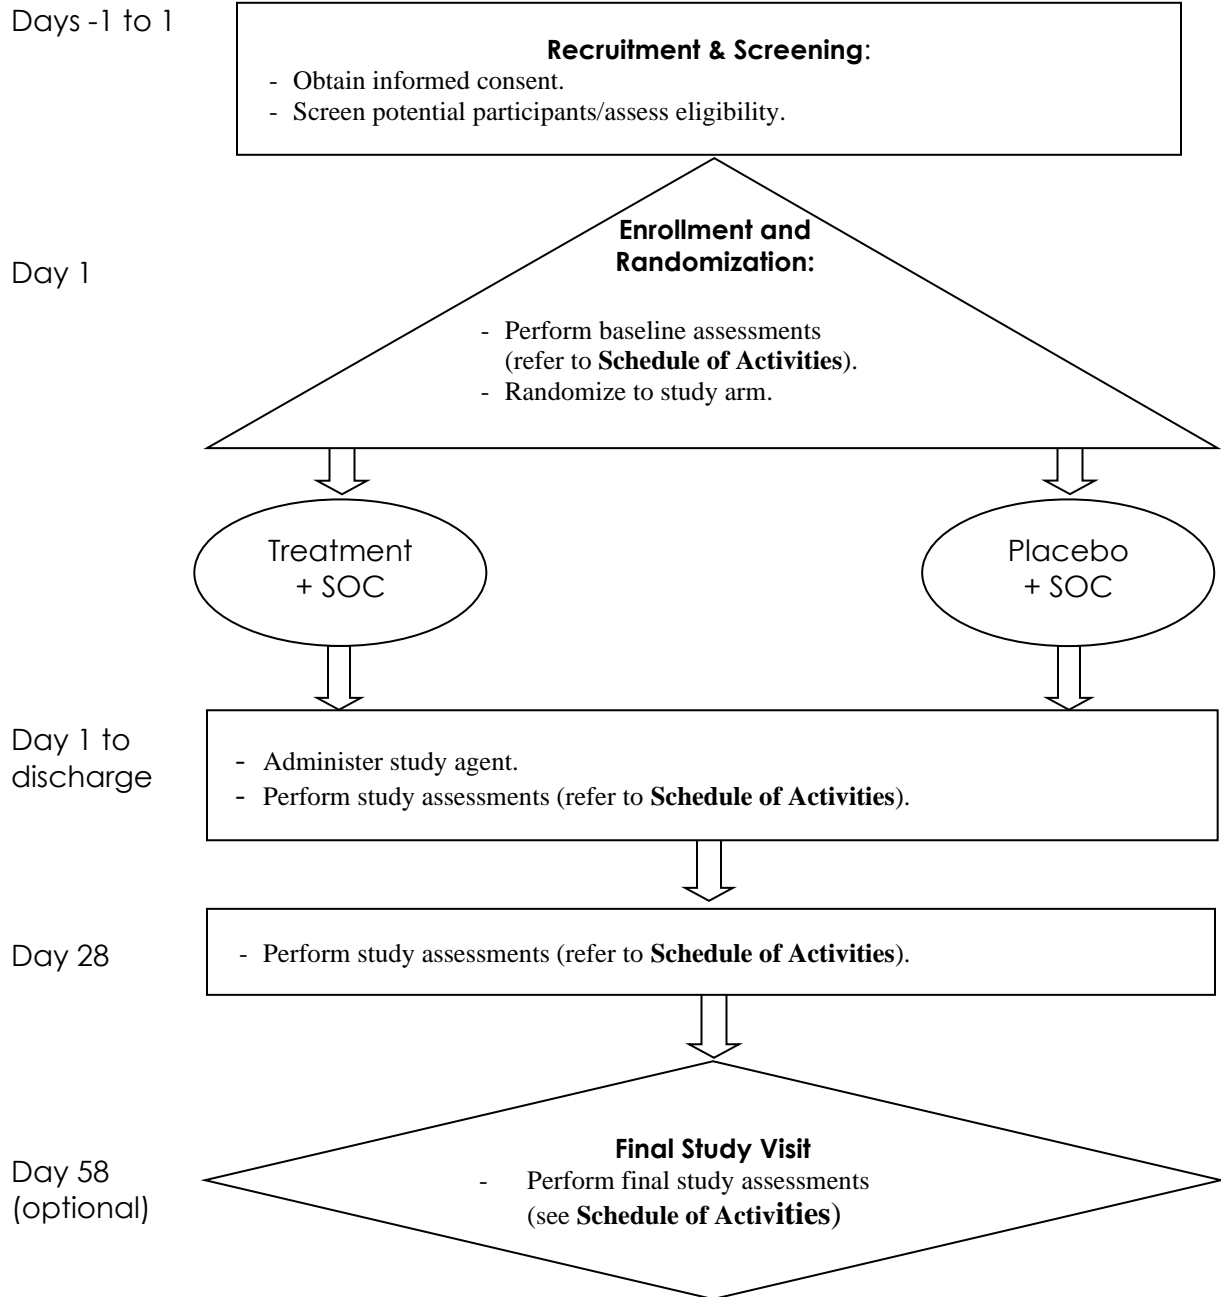 Days -1 to 1
Recruitment & Screening:
- Obtain informed consent.
- Screen potential participants/assess eligibility.
Day 1
Enrollment and
Randomization:
- Perform baseline assessments
(refer to Schedule of Activities).
- Randomize to study arm.
Treatment
+ SOC
Placebo
+ SOC
Day 1 to
discharge
- Administer study agent.
- Perform study assessments (refer to Schedule of Activities).
Day 28
- Perform study assessments (refer to Schedule of Activities).
Day 58
(optional)
Final Study Visit
- Perform final study assessments
(see Schedule of Activities)